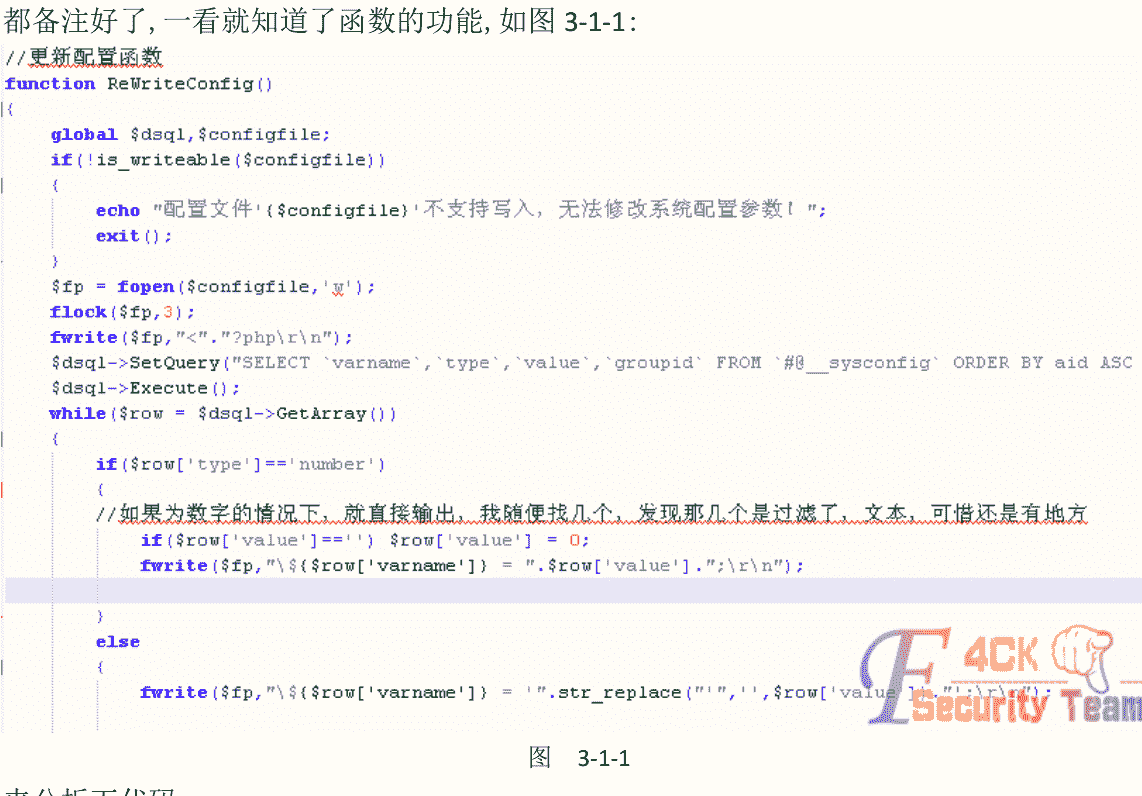 都备注好了, 一看就知道了函数的功能, 如图 3-1-1：
//更新配置函数
function ReWriteConfig()
{
global $dsql,$configfile;
if(!is_writeable($configfile))
{
echo "配置文件'{$configfile}'不支持写入，无法修改系统配置参数！";
exit();
}
$fp = fopen($configfile,'w');
flock($fp,3);
fwrite($fp,"<"."?php\r\n");
$dsql->SetQuery("SELECT `varname`,`type`,`value`,`groupid` FROM `#@__sysconfig` ORDER BY aid ASC
$dsql->Execute();
while($row = $dsql->GetArray())
{
if($row['type']=='number')
{
//如果为数字的情况下，就直接输出，我随便找几个，发现那几个是过滤了，文本，可惜还是有地方
if($row['value']=='') $row['value'] = 0;
fwrite($fp,"\${$row['varname']} = ".$row['value'].";\r\n");
}
else
{
fwrite($fp,"\${$row['varname']} = '".str_replace("'",'',$row['value'])."';\r\n");
F4CK
Security Team
图 3-1-1